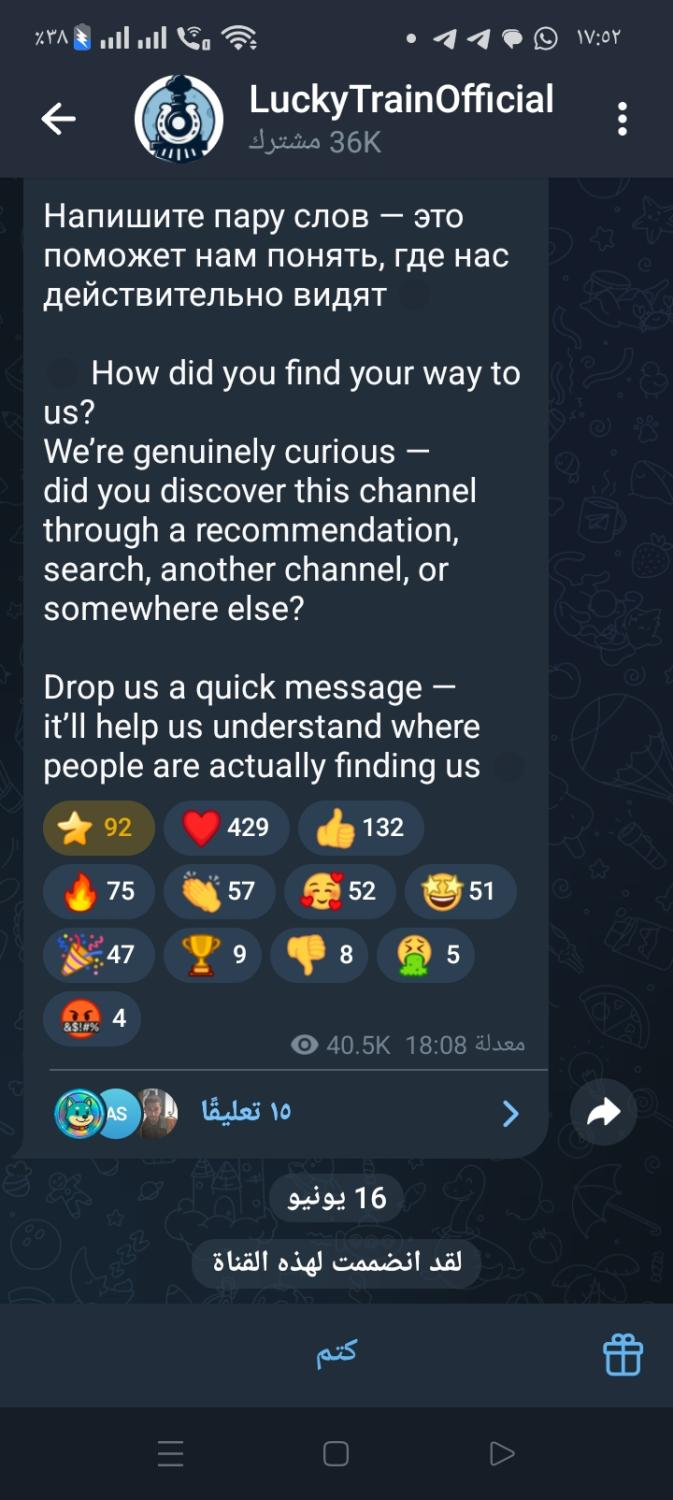 ٪٣٨ ١٧:٥٢
LuckyTrainOfficial
36K مشترك
Напишите пару слов — это
поможет нам понять, где нас
действительно видят
How did you find your way to
us?
We’re genuinely curious —
did you discover this channel
through a recommendation,
search, another channel, or
somewhere else?
Drop us a quick message —
it’ll help us understand where
people are actually finding us
92 429 132
75 57 52 51
47 9 8 5
&$!#% 4
40.5K معدلة 18:08
AS ١٥ تعليقًا
16 يونيو
لقد انضممت لهذه القناة
كتم